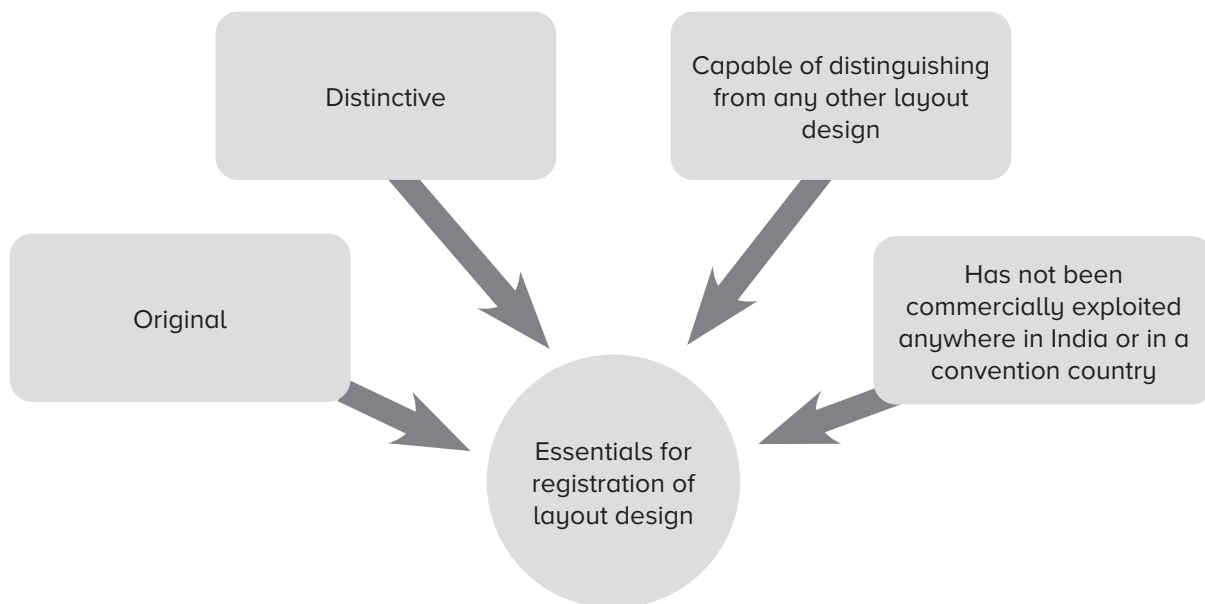 Distinctive
Capable of distinguishing
from any other layout
design
Original
Has not been
commercially exploited
anywhere in India or in a
convention country
Essentials for
registration of
layout design